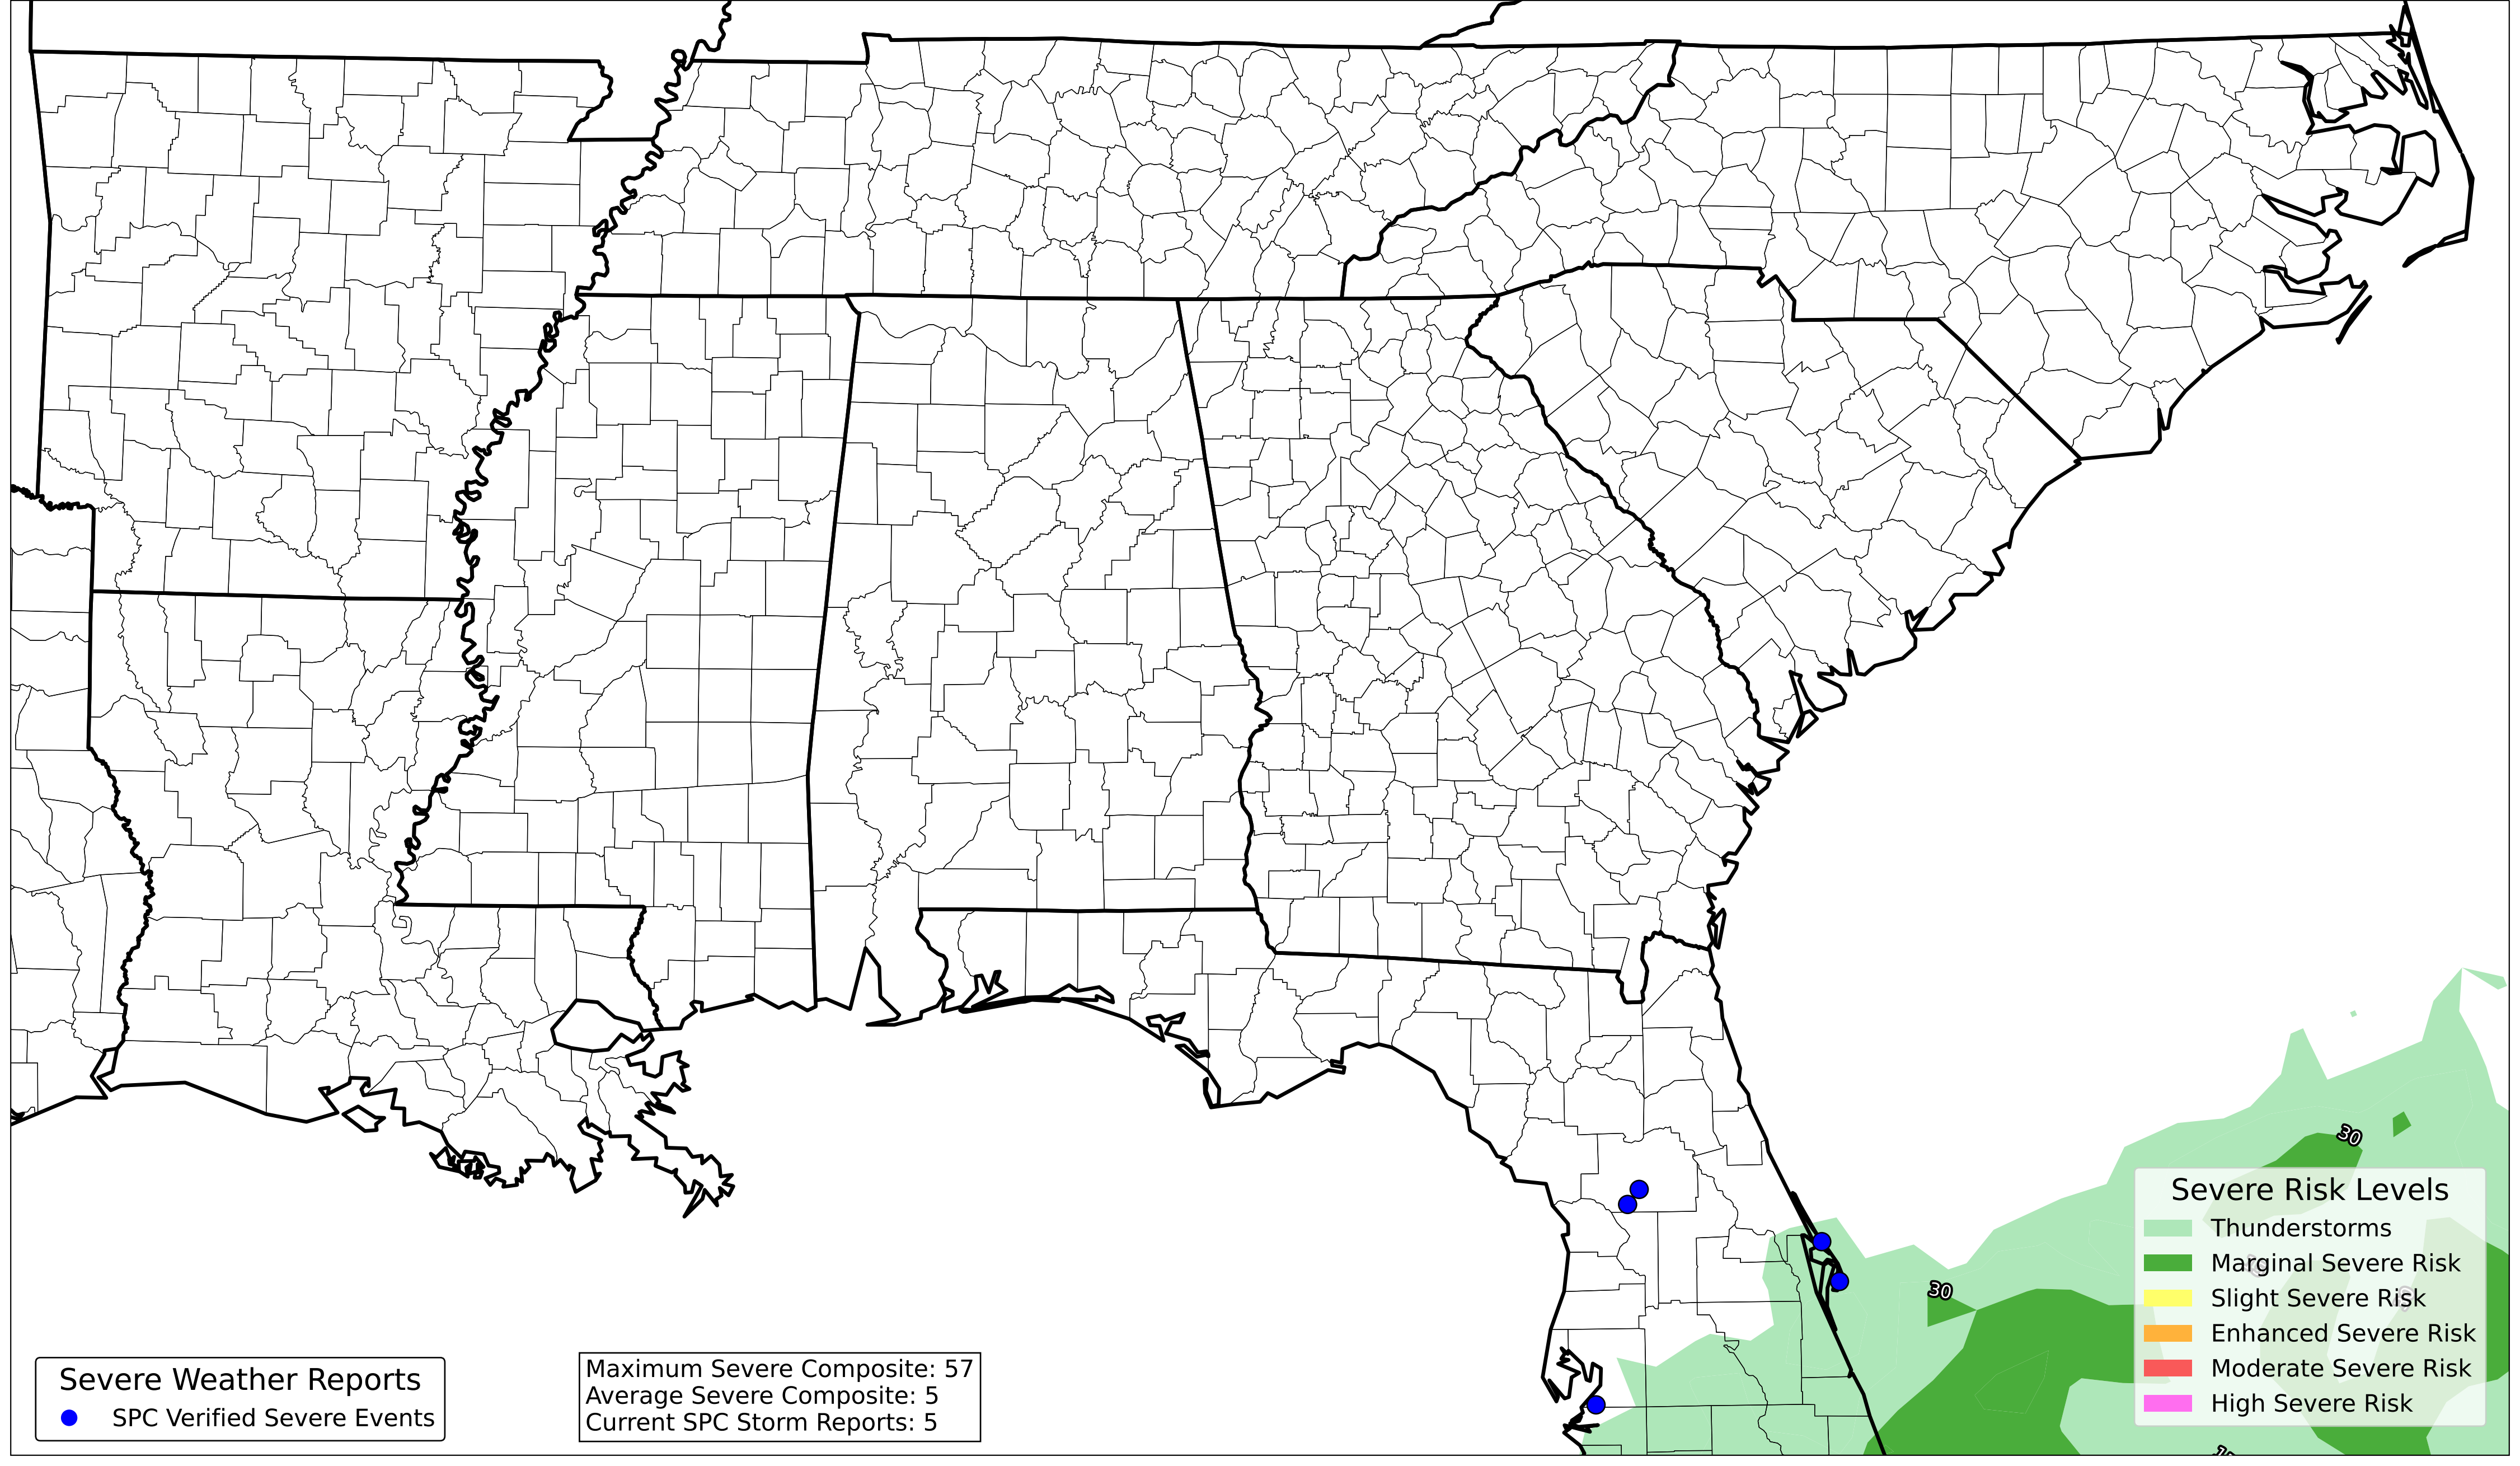 30
30
Severe Risk Levels
Thunderstorms
Marginal Severe Risk
Slight Severe Risk
Enhanced Severe Risk
Moderate Severe Risk
High Severe Risk
Severe Weather Reports
SPC Verified Severe Events
Maximum Severe Composite: 57
Average Severe Composite: 5
Current SPC Storm Reports: 5